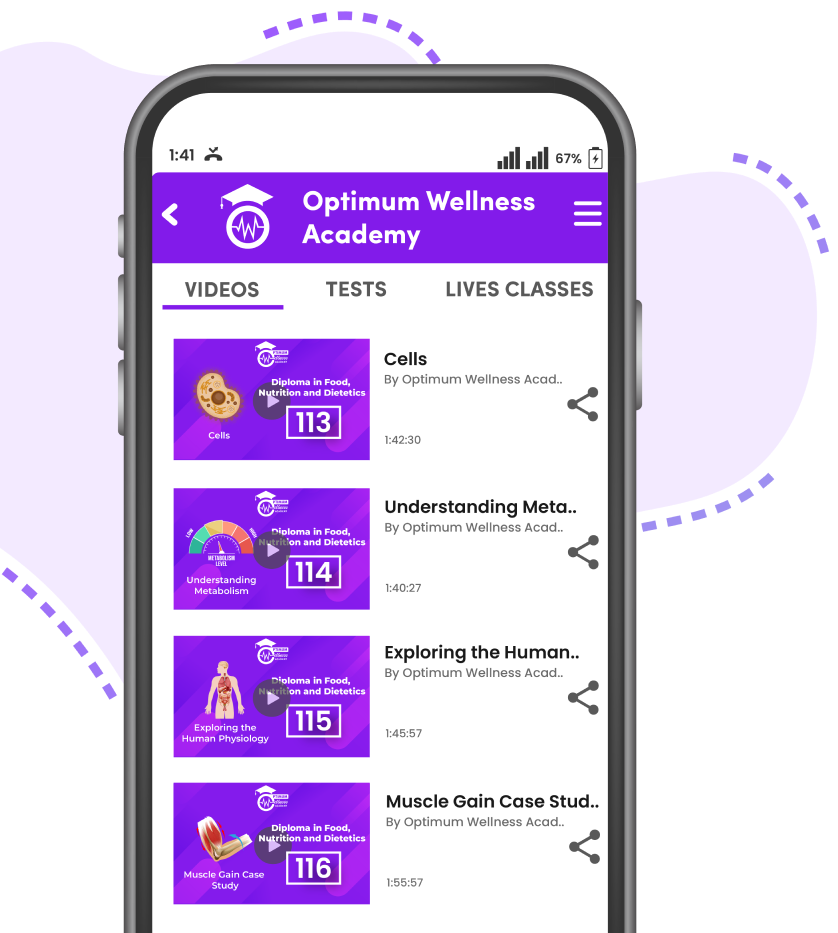 1:41
67%
Optimum Wellness
Academy
VIDEOS
TESTS
LIVES CLASSES
Diploma in Food,
Nutrition and Dietetics
113
Cells
Cells
By Optimum Wellness Acad..
1:42:30
LOW
HIGH
METABOLISM
LEVEL
Diploma in Food,
Nutrition and Dietetics
114
Understanding
Metabolism
Understanding Meta..
By Optimum Wellness Acad..
1:40:27
Diploma in Food,
Nutrition and Dietetics
115
Exploring the
Human Physiology
Exploring the Human..
By Optimum Wellness Acad..
1:45:57
Diploma in Food,
Nutrition and Dietetics
116
Muscle Gain Case
Study
Muscle Gain Case Stud..
By Optimum Wellness Acad..
1:55:57